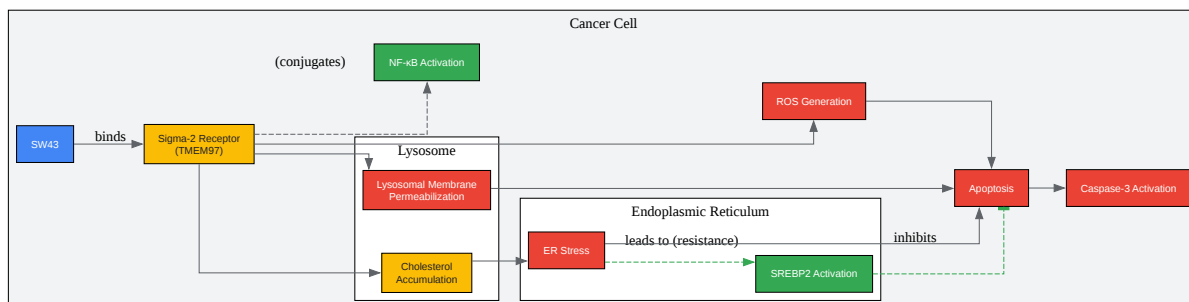 Cancer Cell
(conjugates)
NF-κB Activation
ROS Generation
SW43
binds
Sigma-2 Receptor
(TMEM97)
Lysosome
Lysosomal Membrane
Permeabilization
Apoptosis
Caspase-3 Activation
Endoplasmic Reticulum
ER Stress
leads to (resistance)
inhibits
Cholesterol
Accumulation
SREBP2 Activation